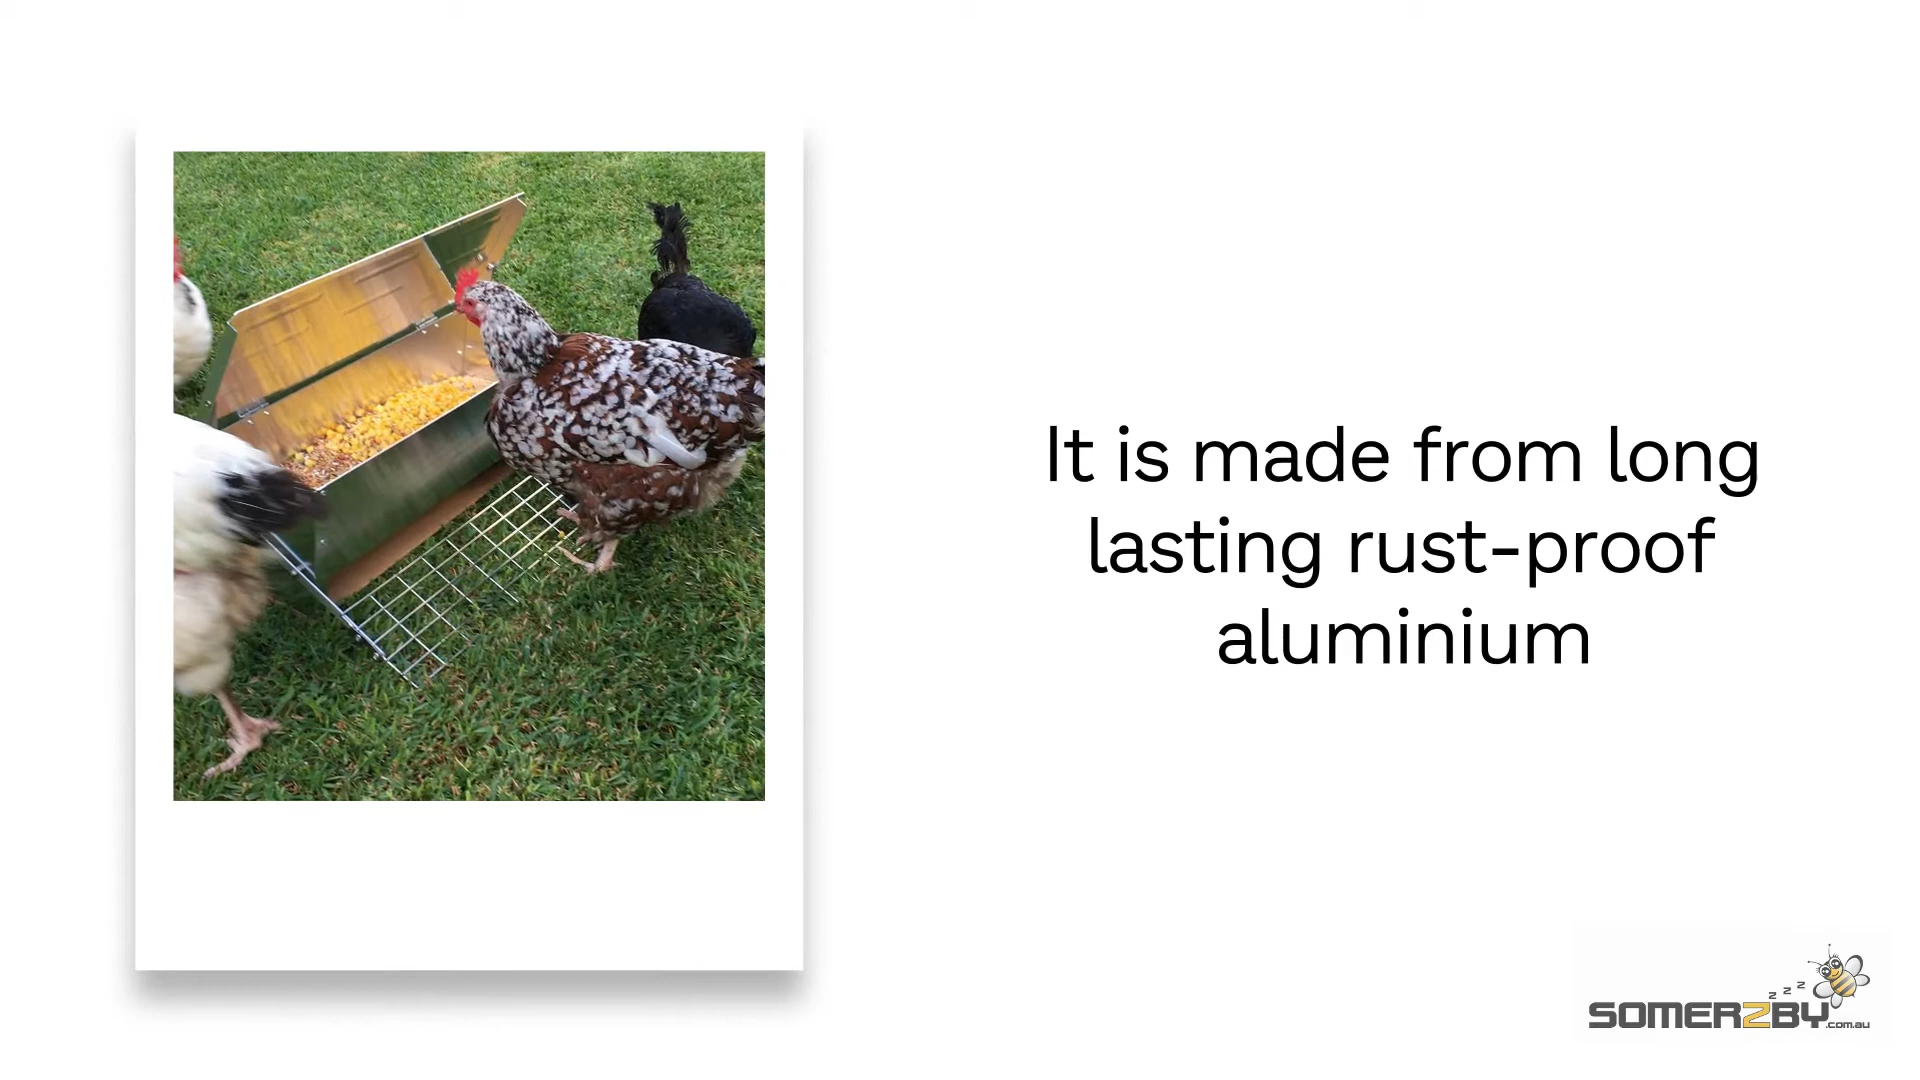 It is made from long
lasting rust-proof
aluminium
z z z
SOMERZBY.com.au